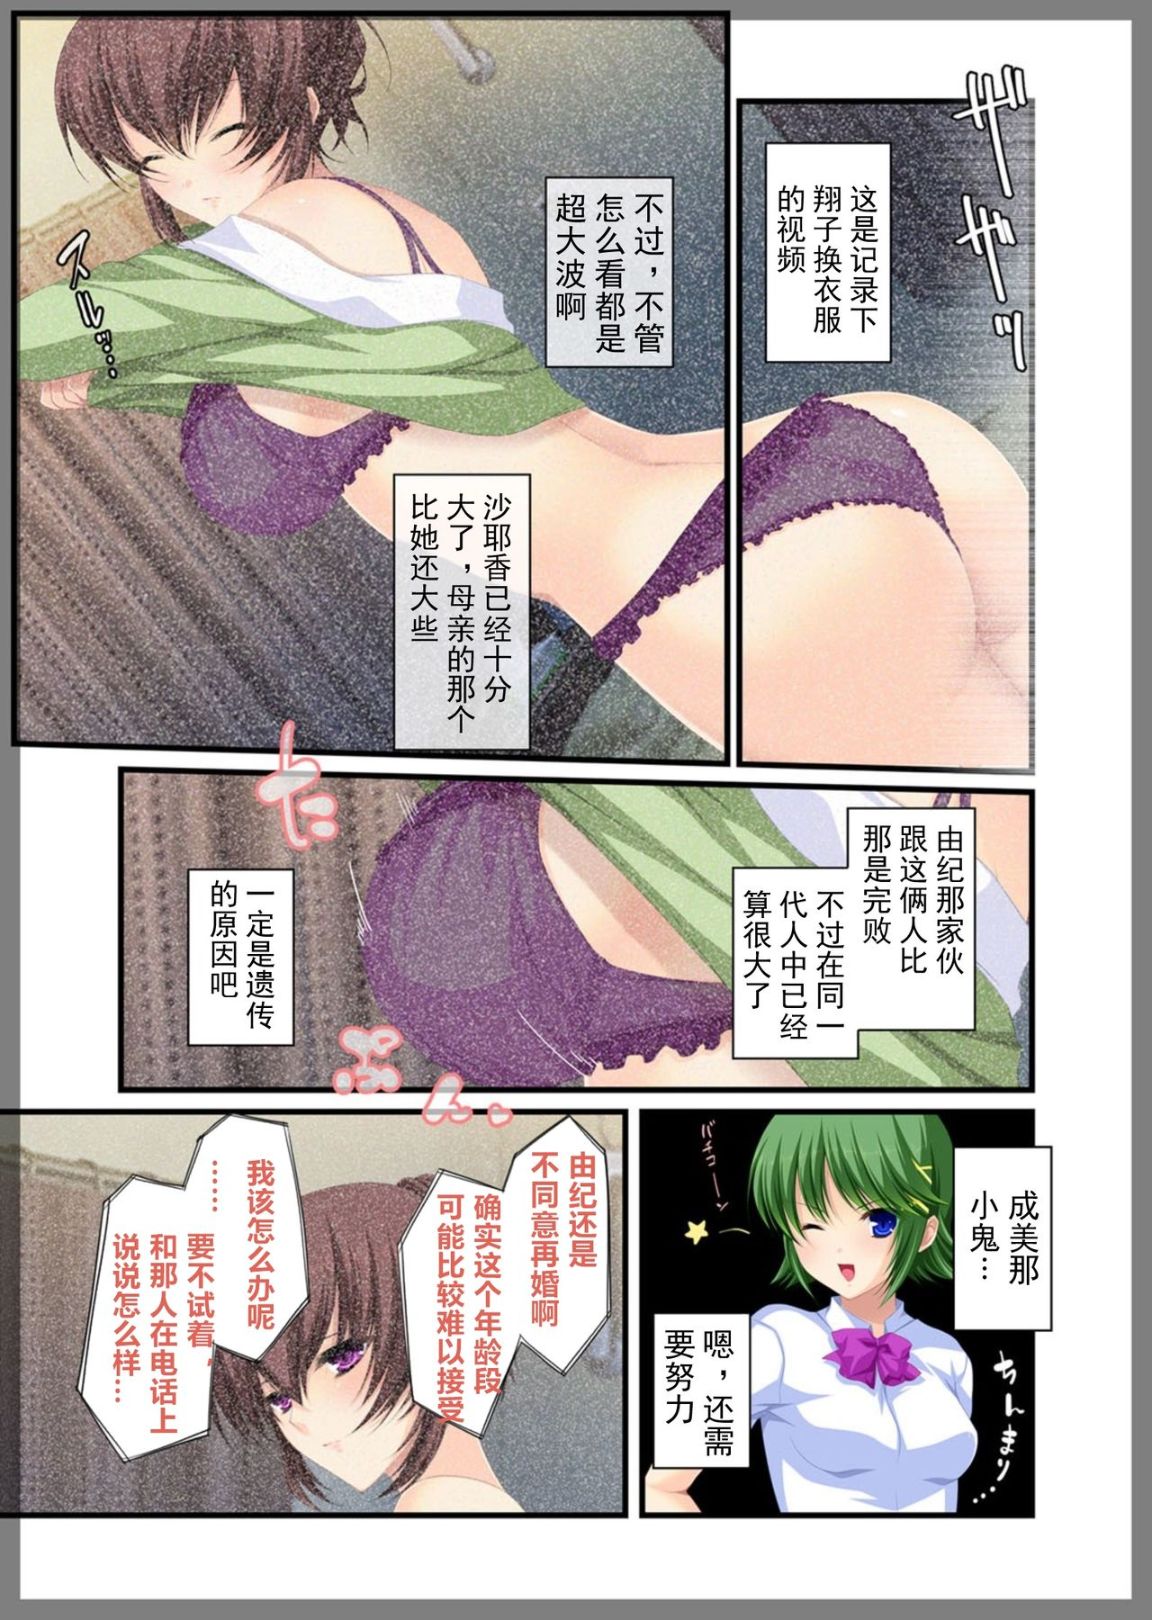 这是记录下
翔子换衣服
的视频
不过，不管
怎么看都是
超大波啊
沙耶香已经十分
大了，母亲的那个
比她还大些
ギギギ
スルッ…
由纪那家伙
跟这俩人比
那是完败
不过在同一
代人中已经
算很大了
一定是遗传
的原因吧
たぷん。
成美那
小鬼…
バチコーン
ちんまり…
嗯，还需
要努力
由纪还是
不同意再婚啊
确实这个年龄段
可能比较难以接受
我该怎么办呢
……
要不试着，
和那人在电话上
说说怎么样…